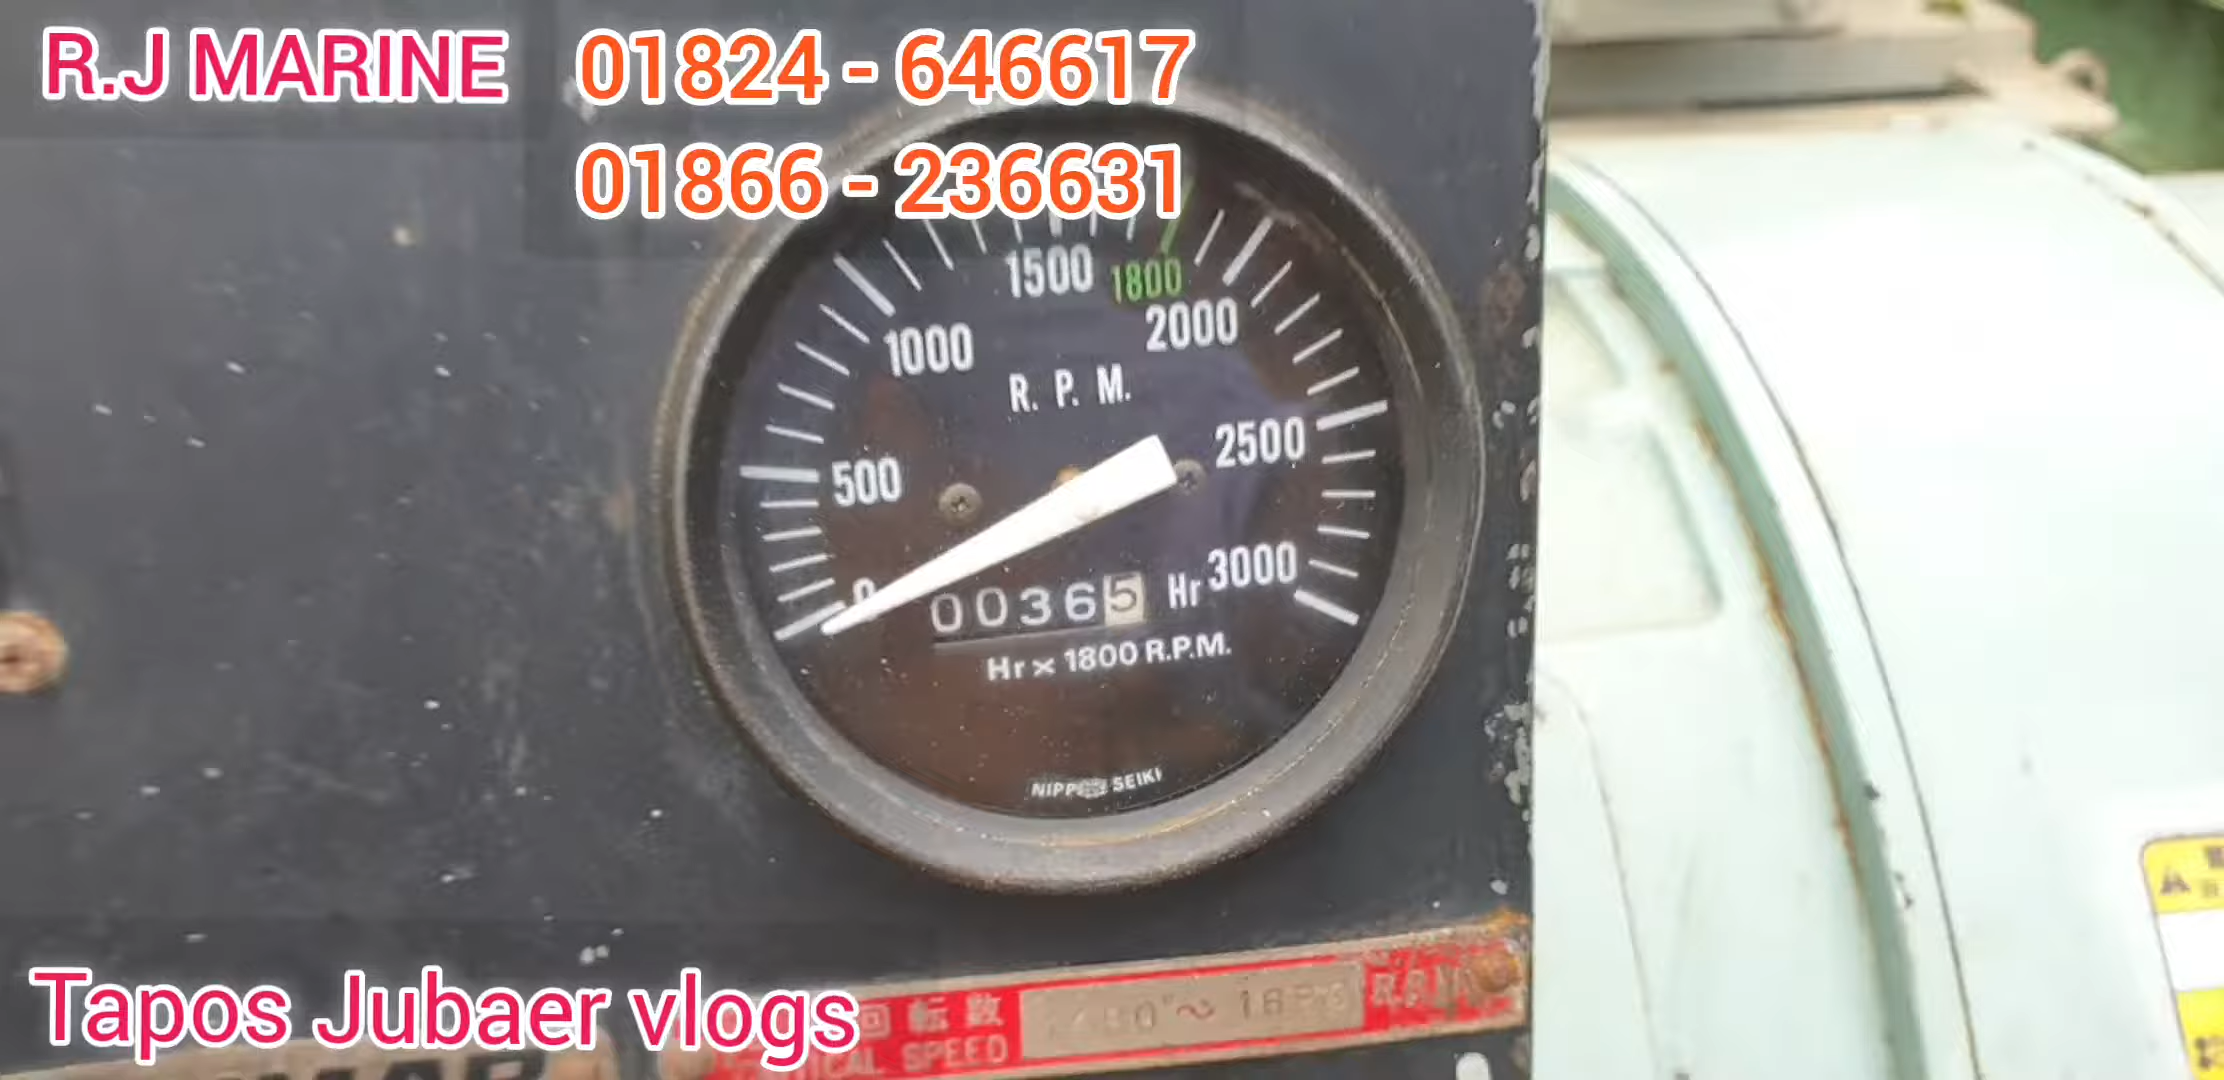 R.J MARINE 01824 - 646617
01866 - 236631
1500 1800
1000 2000
R. P. M.
500 2500
0 00365 Hr 3000
Hr x 1800 R.P.M.
NIPPON SEIKI
回転数 R.P.M
CRITICAL SPEED
Tapos Jubaer vlogs